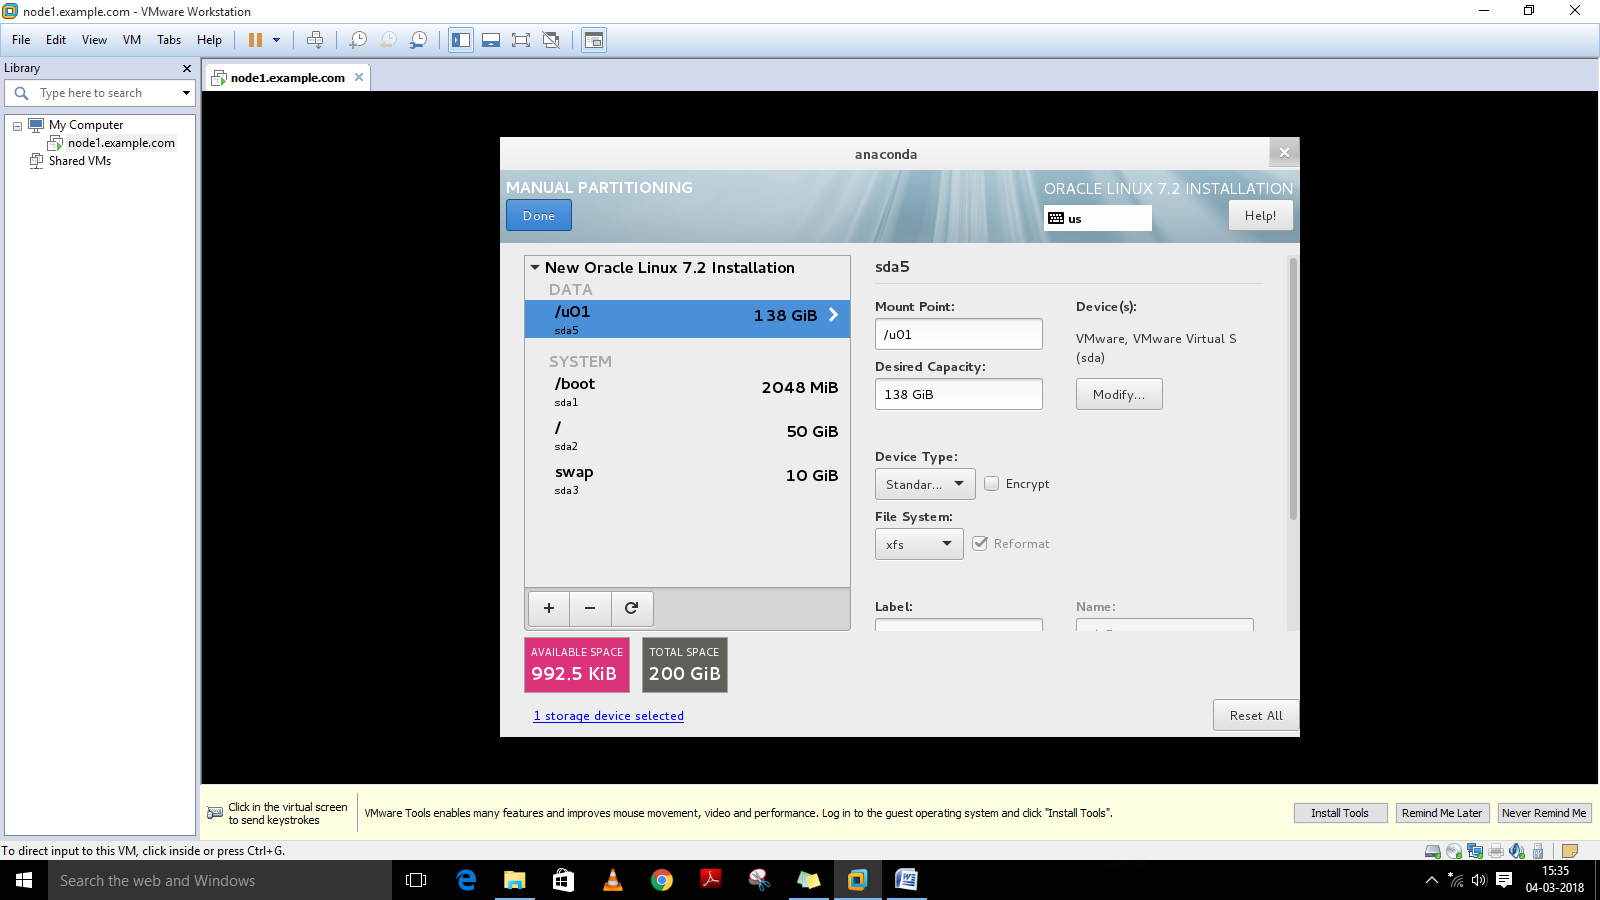 node1.example.com - VMware Workstation
File Edit View VM Tabs Help
Library
Type here to search
My Computer
node1.example.com
Shared VMs
node1.example.com
anaconda
MANUAL PARTITIONING
ORACLE LINUX 7.2 INSTALLATION
Done
us
Help!
New Oracle Linux 7.2 Installation
DATA
/u01 138 GiB
sda5
SYSTEM
/boot 2048 MiB
sda1
/ 50 GiB
sda2
swap 10 GiB
sda3
+ −
AVAILABLE SPACE
992.5 KiB
TOTAL SPACE
200 GiB
1 storage device selected
sda5
Mount Point:
/u01
Desired Capacity:
138 GiB
Device(s):
VMware, VMware Virtual S
(sda)
Modify...
Device Type:
Standar...
Encrypt
File System:
xfs
Reformat
Label:
Name:
Reset All
Click in the virtual screen
to send keystrokes
VMware Tools enables many features and improves mouse movement, video and performance. Log in to the guest operating system and click "Install Tools".
Install Tools
Remind Me Later
Never Remind Me
To direct input to this VM, click inside or press Ctrl+G.
Search the web and Windows
15:35
04-03-2018